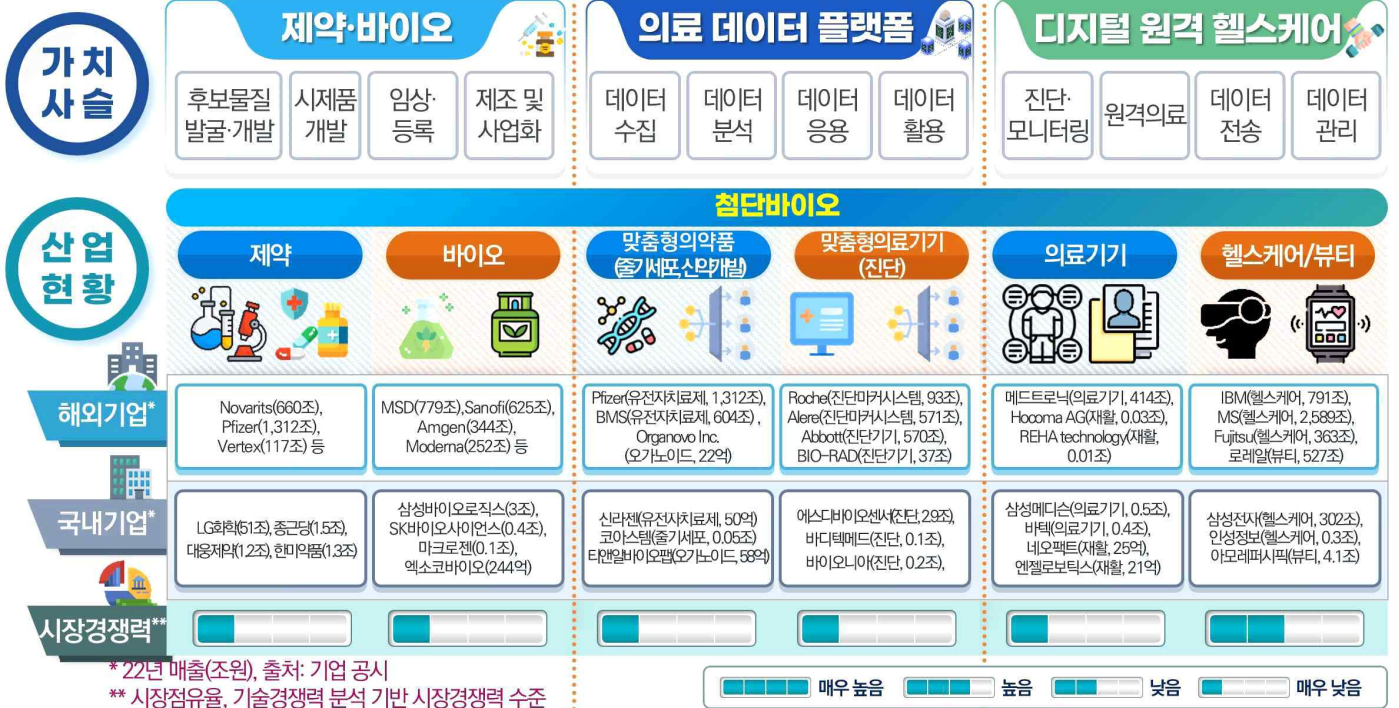 가치
사슬
제약·바이오
후보물질
발굴·개발
시제품
개발
임상·
등록
제조 및
사업화
의료 데이터 플랫폼
데이터
수집
데이터
분석
데이터
응용
데이터
활용
디지털 원격 헬스케어
진단·
모니터링
원격의료
데이터
전송
데이터
관리
산업
현황
첨단바이오
제약
바이오
맞춤형의약품
(줄기세포,신약개발)
맞춤형의료기기
(진단)
의료기기
헬스케어/뷰티
해외기업*
Novarits(660조),
Pfizer(1,312조),
Vertex(117조) 등
MSD(779조),Sanofi(625조),
Amgen(344조),
Moderna(252조) 등
Pfizer(유전자치료제, 1,312조),
BMS(유전자치료제, 604조) ,
Organovo Inc.
(오가노이드, 22억)
Roche(진단마커시스템, 93조),
Alere(진단마커시스템, 571조),
Abbott(진단기기, 570조),
BIO-RAD(진단기기, 37조)
메드트로닉(의료기기, 414조),
Hocoma AG(재활, 0.03조),
REHA technology(재활,
0.01조)
IBM(헬스케어, 791조),
MS(헬스케어, 2,589조),
Fujitsu(헬스케어, 363조),
로레알(뷰티, 527조)
국내기업*
LG화학(51조), 종근당(1.5조),
대웅제약(1.2조), 한미약품(1.3조)
삼성바이오로직스(3조),
SK바이오사이언스(0.4조),
마크로젠(0.1조),
엑소코바이오(244억)
신라젠(유전자치료제, 50억)
코아스템(줄기세포, 0.05조)
티앤알바이오팹(오가노이드, 58억)
에스디바이오센서(진단, 2.9조),
바디텍메드(진단, 0.1조),
바이오니아(진단, 0.2조),
삼성메디슨(의료기기, 0.5조),
바텍(의료기기, 0.4조),
네오팩트(재활, 25억),
엔젤로보틱스(재활, 21억)
삼성전자(헬스케어, 302조),
인성정보(헬스케어, 0.3조),
아모레퍼시픽(뷰티, 4.1조)
시장경쟁력**
* 22년 매출(조원), 출처: 기업 공시
** 시장점유율, 기술경쟁력 분석 기반 시장경쟁력 수준
매우 높음
높음
낮음
매우 낮음